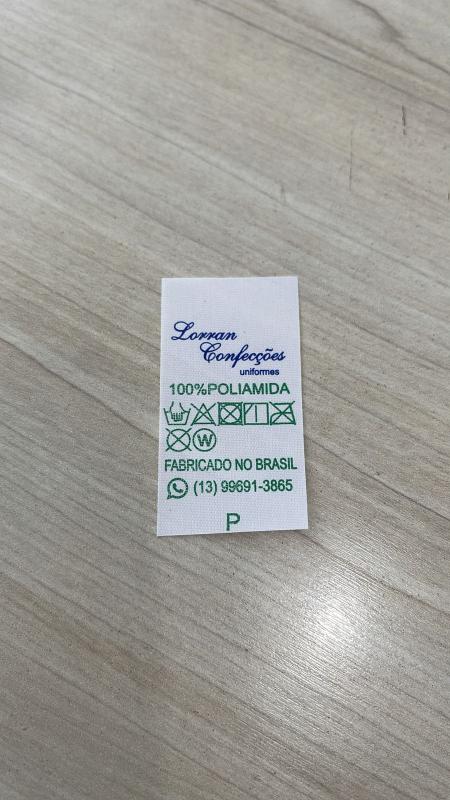 Lorran
Confecções
uniformes
100%POLIAMIDA
W
FABRICADO NO BRASIL
(13) 99691-3865
P